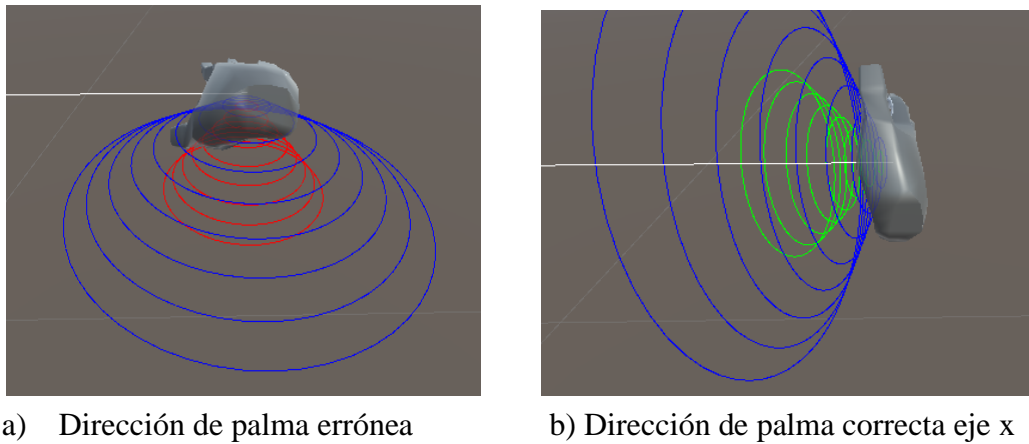 a) Dirección de palma errónea
b) Dirección de palma correcta eje x